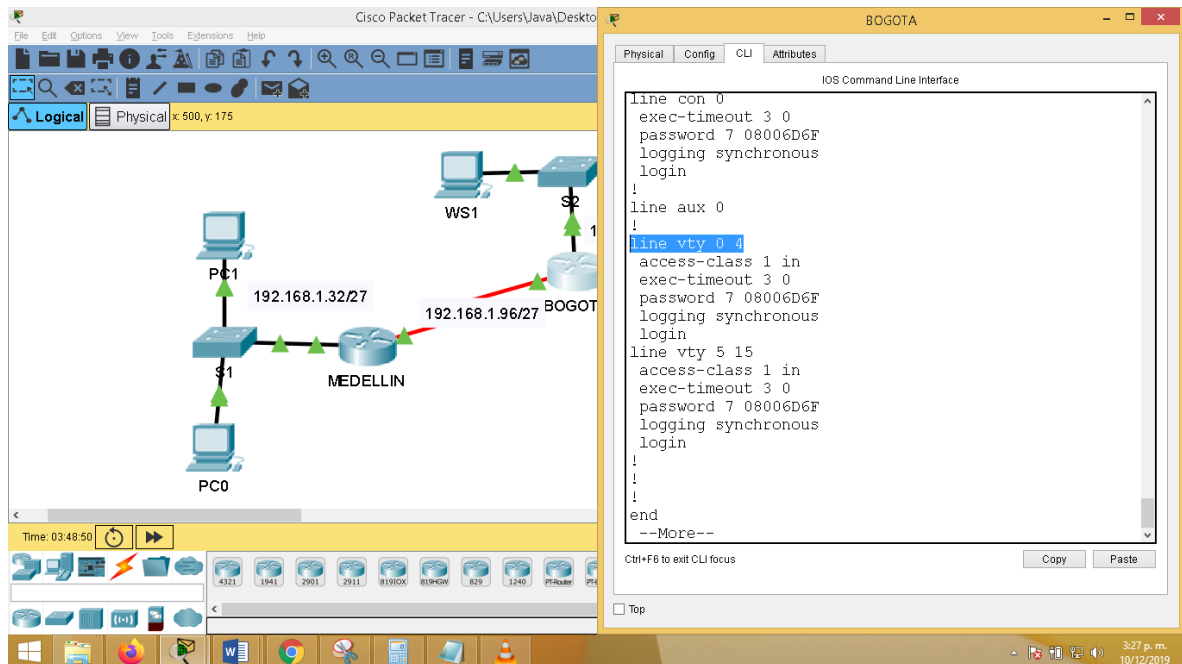 Cisco Packet Tracer - C:\Users\Java\Deskto
File Edit Options View Tools Extensions Help
Logical Physical x: 500, y: 175
WS1
S2
1
PC1
192.168.1.32/27
192.168.1.96/27
BOGOT
S1
MEDELLIN
PC0
Time: 03:48:50
4321 1941 2901 2911 819IOX 819HGW 829 1240 PT-Router
BOGOTA
Physical Config CLI Attributes
IOS Command Line Interface
line con 0
exec-timeout 3 0
password 7 08006D6F
logging synchronous
login
!
line aux 0
!
line vty 0 4
access-class 1 in
exec-timeout 3 0
password 7 08006D6F
logging synchronous
login
line vty 5 15
access-class 1 in
exec-timeout 3 0
password 7 08006D6F
logging synchronous
login
!
!
!
end
--More--
Ctrl+F6 to exit CLI focus
Copy Paste
Top
3:27 p. m.
10/12/2019